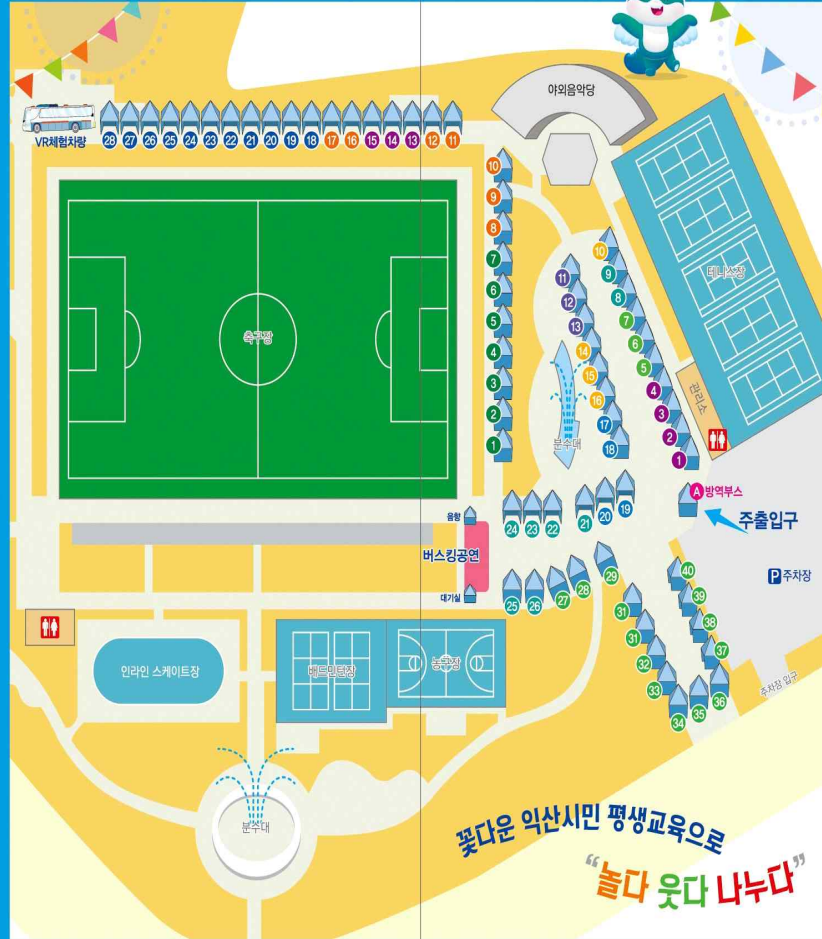 야외음악당
VR체험차량
28 27 26 25 24 23 22 21 20 19 18 17 16 15 14 13 12 11
10
9
8
7
6
5
4
3
2
1
축구장
테니스장
10
9
8
7
6
5
4
3
2
1
11
12
13
14
15
16
17
18
분수대
관리소
A 방역부스
주출입구
P 주차장
음향
버스킹공연
대기실
24 23 22 21 20 19
25 26 27 28 29
31
31
32
33
34
35
36
37
38
39
40
주차장 입구
인라인 스케이트장
배드민턴장
농구장
분수대
꽃다운 익산시민 평생교육으로
“놀다 웃다 나누다”